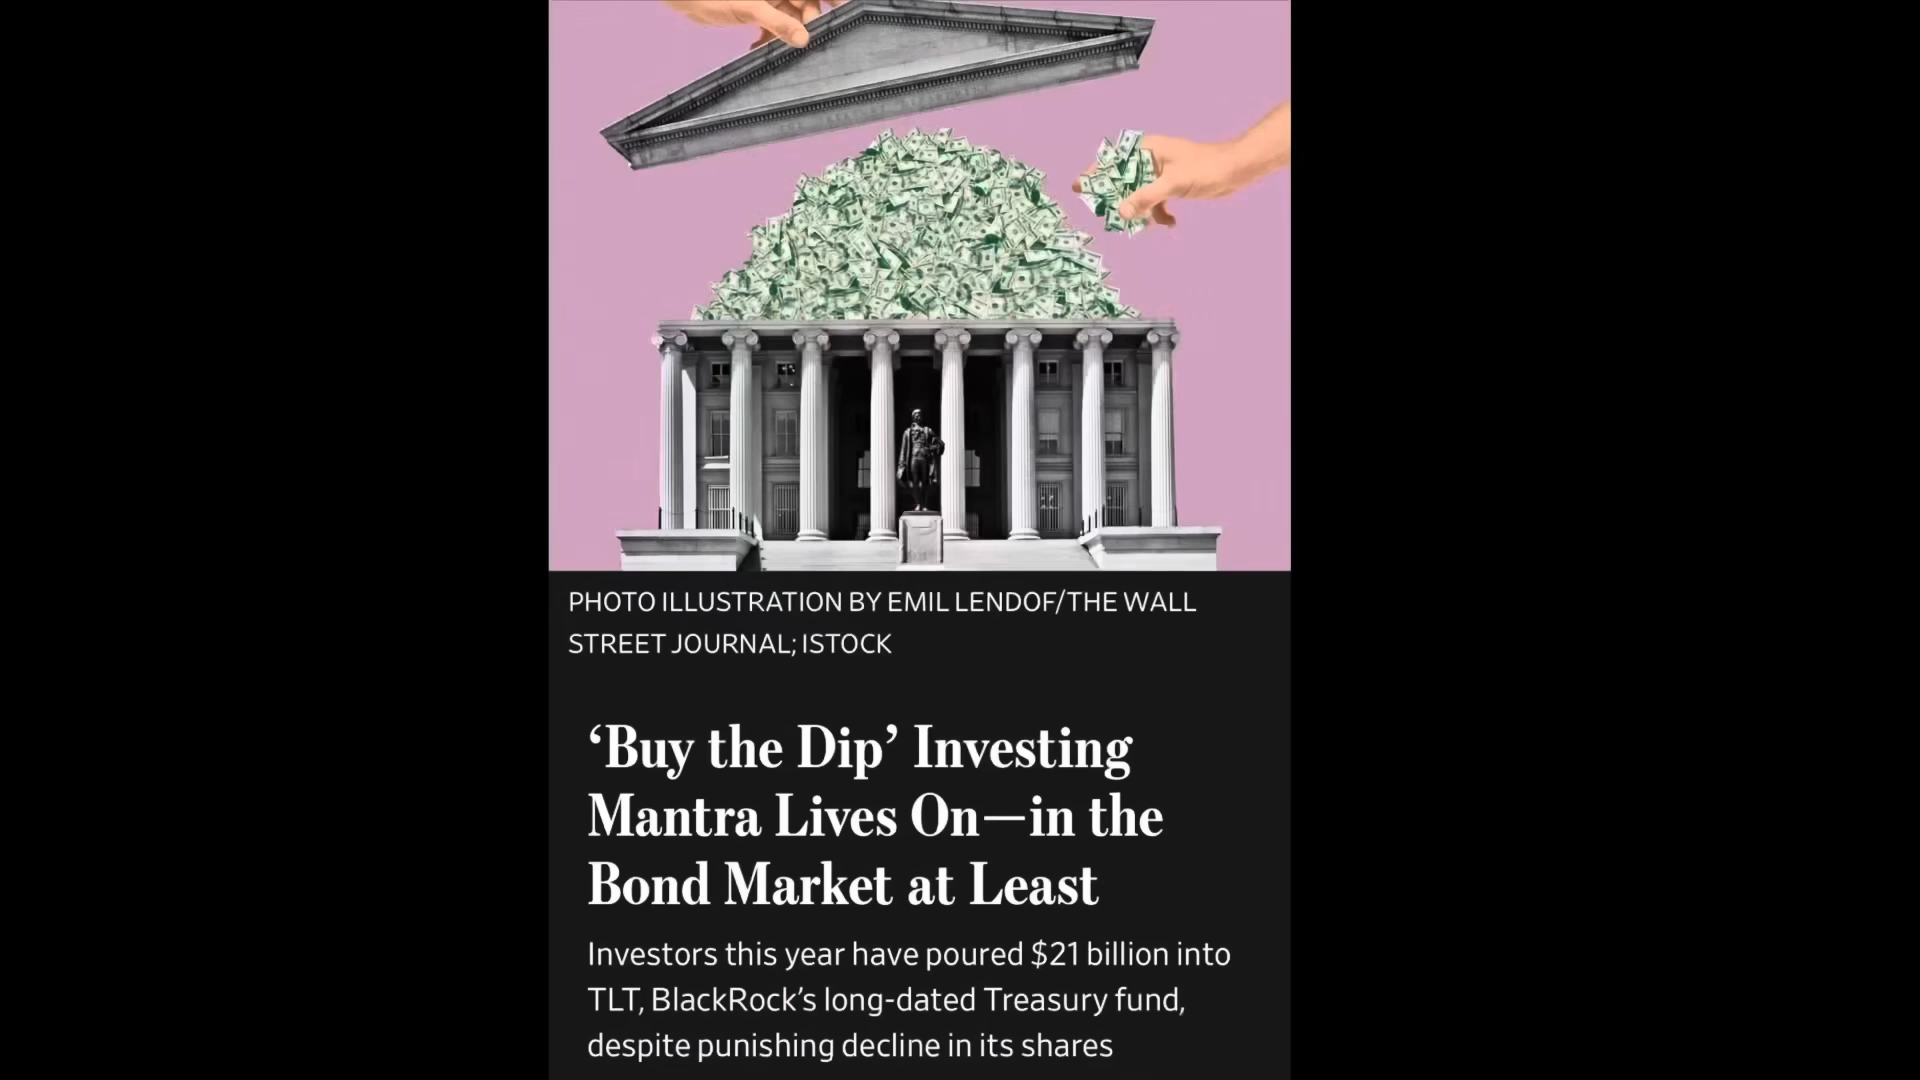 PHOTO ILLUSTRATION BY EMIL LENDOF/THE WALL
STREET JOURNAL; ISTOCK
‘Buy the Dip’ Investing
Mantra Lives On—in the
Bond Market at Least
Investors this year have poured $21 billion into
TLT, BlackRock’s long-dated Treasury fund,
despite punishing decline in its shares